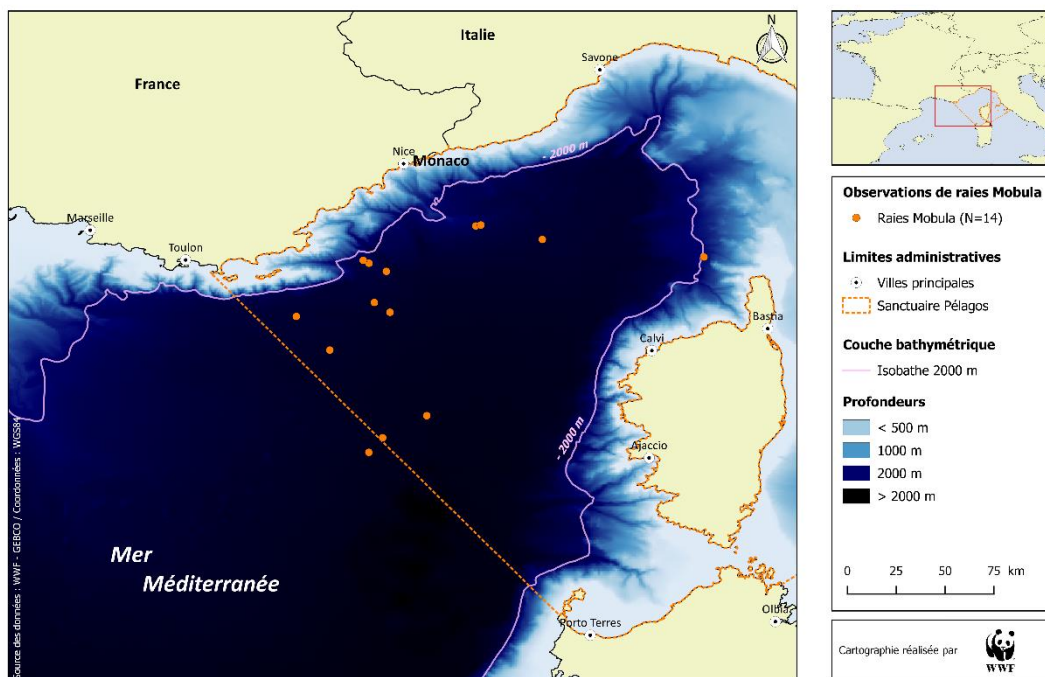 Italie
N
Savone
France
Nice
Monaco
- 2000 m
Marseille
Toulon
Bastia
Calvi
- 2000 m
Ajaccio
Mer
Méditerranée
Porto Terres
Olbia
Source des données : WWF - GEBCO / Coordonnées : WGS84
Observations de raies Mobula
Raies Mobula (N=14)
Limites administratives
Villes principales
Sanctuaire Pélagos
Couche bathymétrique
Isobathe 2000 m
Profondeurs
< 500 m
1000 m
2000 m
> 2000 m
0 25 50 75 km
Cartographie réalisée par
WWF